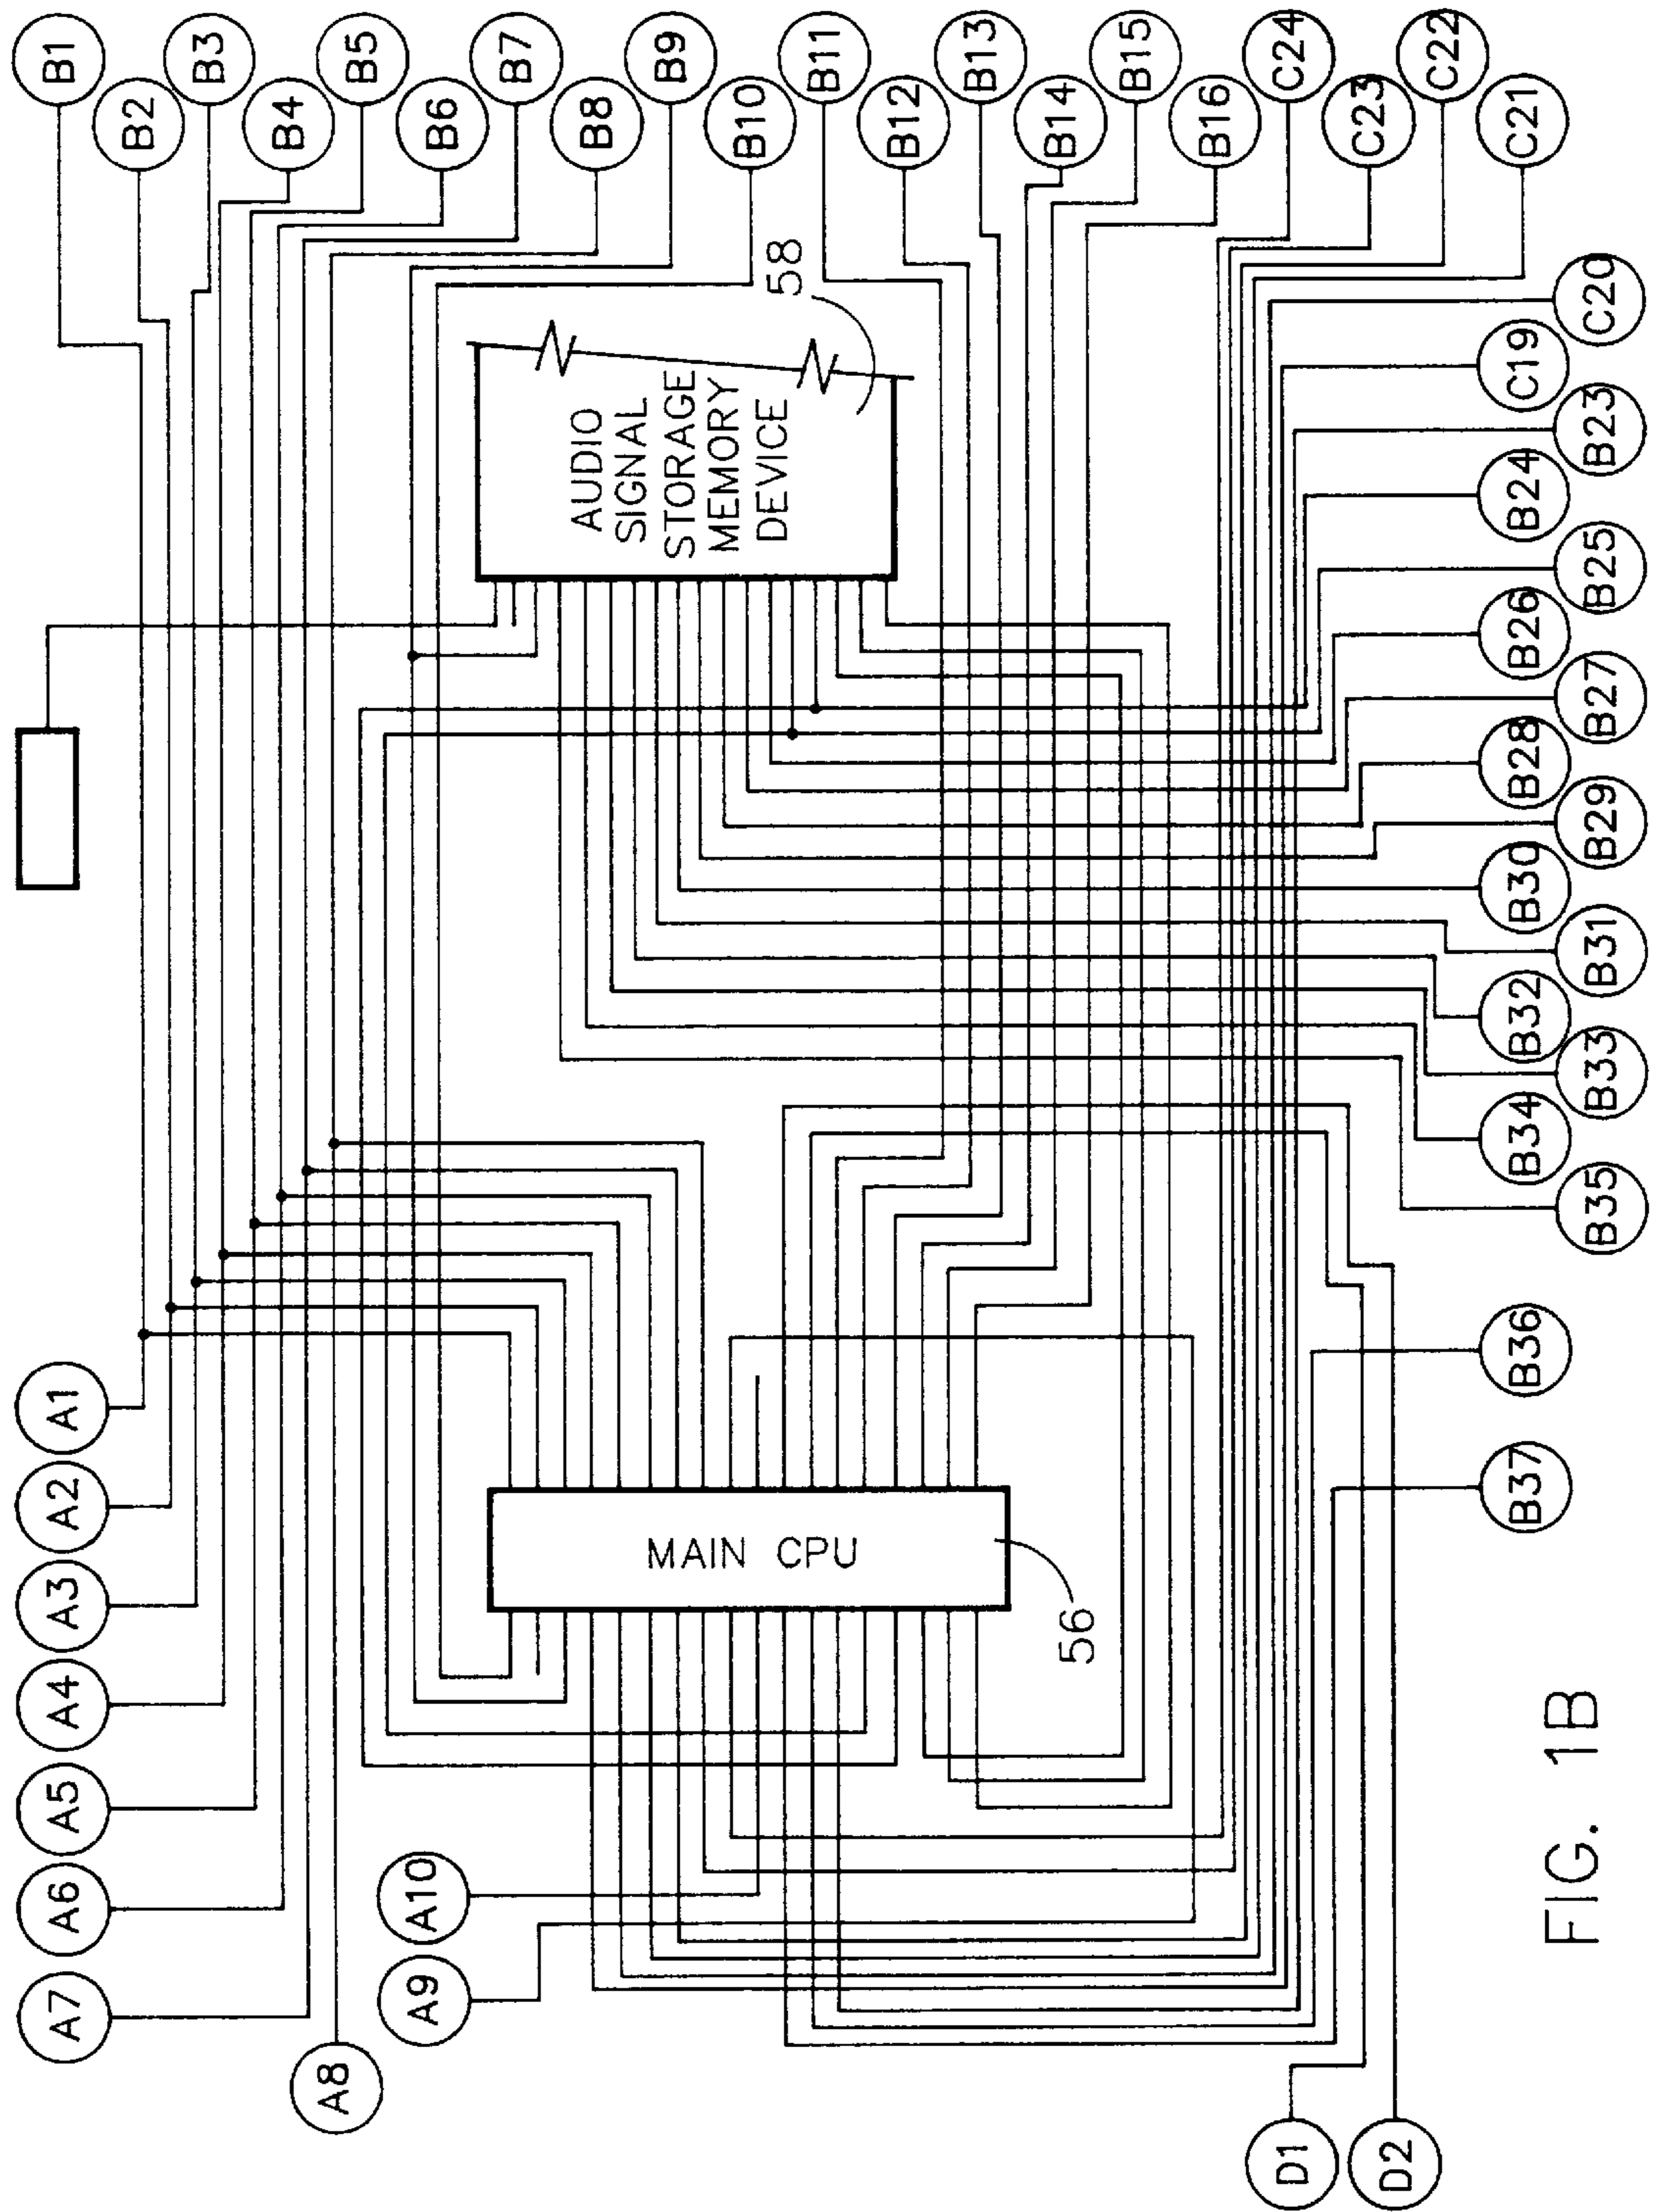 A1
A2
A3
A4
A5
A6
A7
A8
A10
A9
B1
B2
B3
B4
B5
B6
B7
B8
B9
B10
B11
B12
B13
B14
B15
B16
C24
C23
C22
C21
AUDIO
SIGNAL
STORAGE
MEMORY
DEVICE
58
MAIN CPU
56
C20
C19
B23
B24
B25
B26
B27
B28
B29
B30
B31
B32
B33
B34
B35
B36
B37
D1
D2
FIG. 1B